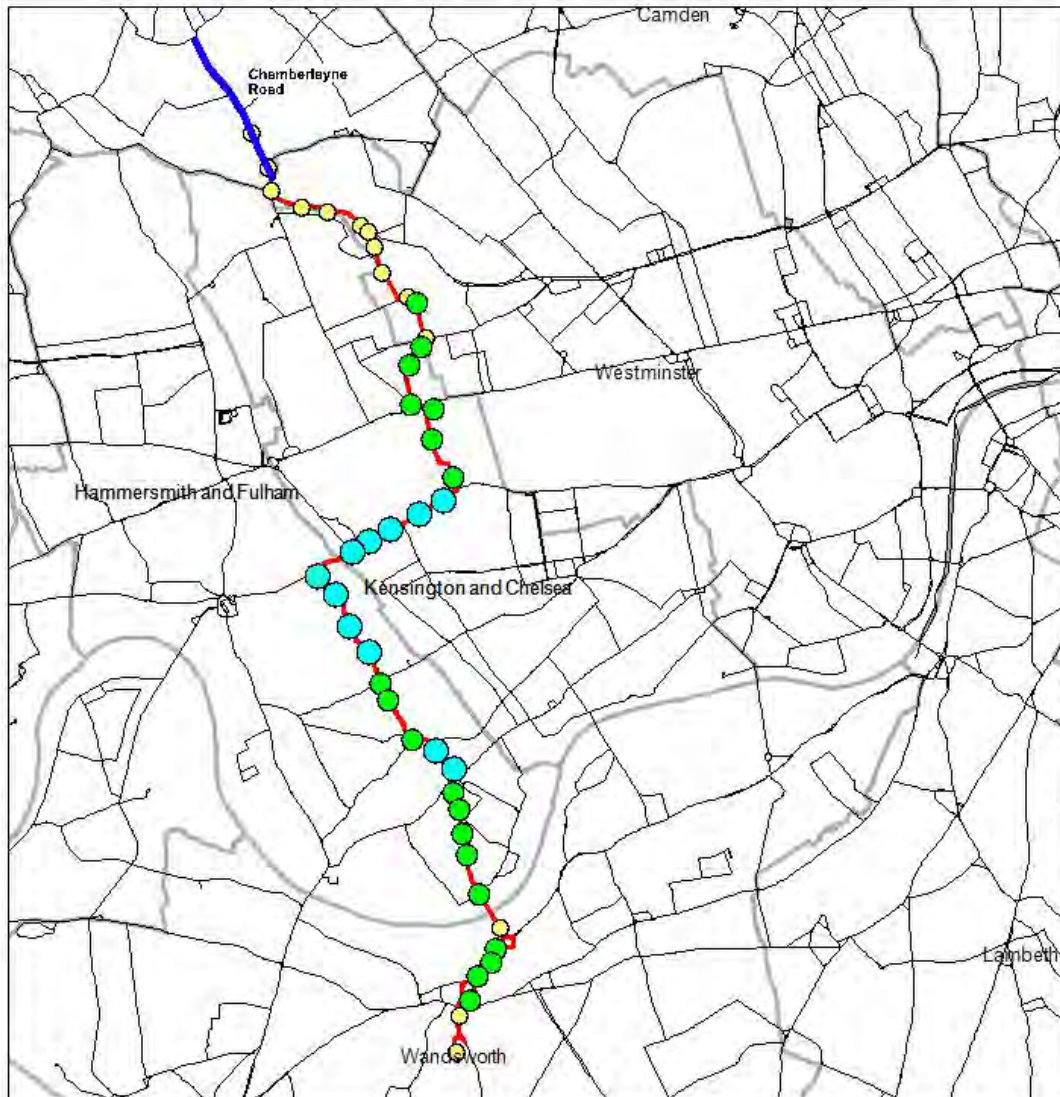 Camden
Chamberlayne
Road
Westminster
Hammersmith and Fulham
Kensington and Chelsea
Lambeth
Wandsworth